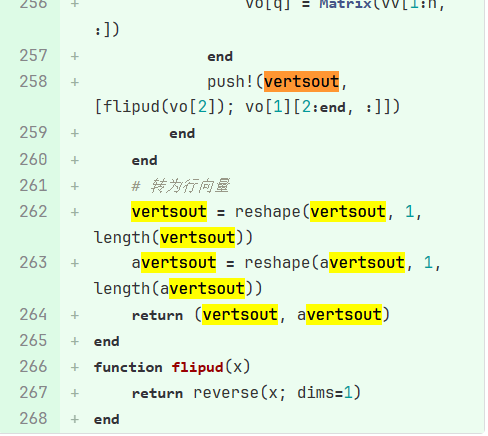 256 + vo[q] = Matrix(vv[1:n,
:])
257 + end
258 + push!(vertsout,
[flipud(vo[2]); vo[1][2:end, :]])
259 + end
260 + end
261 + # 转为行向量
262 + vertsout = reshape(vertsout, 1,
length(vertsout))
263 + avertsout = reshape(avertsout, 1,
length(avertsout))
264 + return (vertsout, avertsout)
265 + end
266 + function flipud(x)
267 + return reverse(x; dims=1)
268 + end